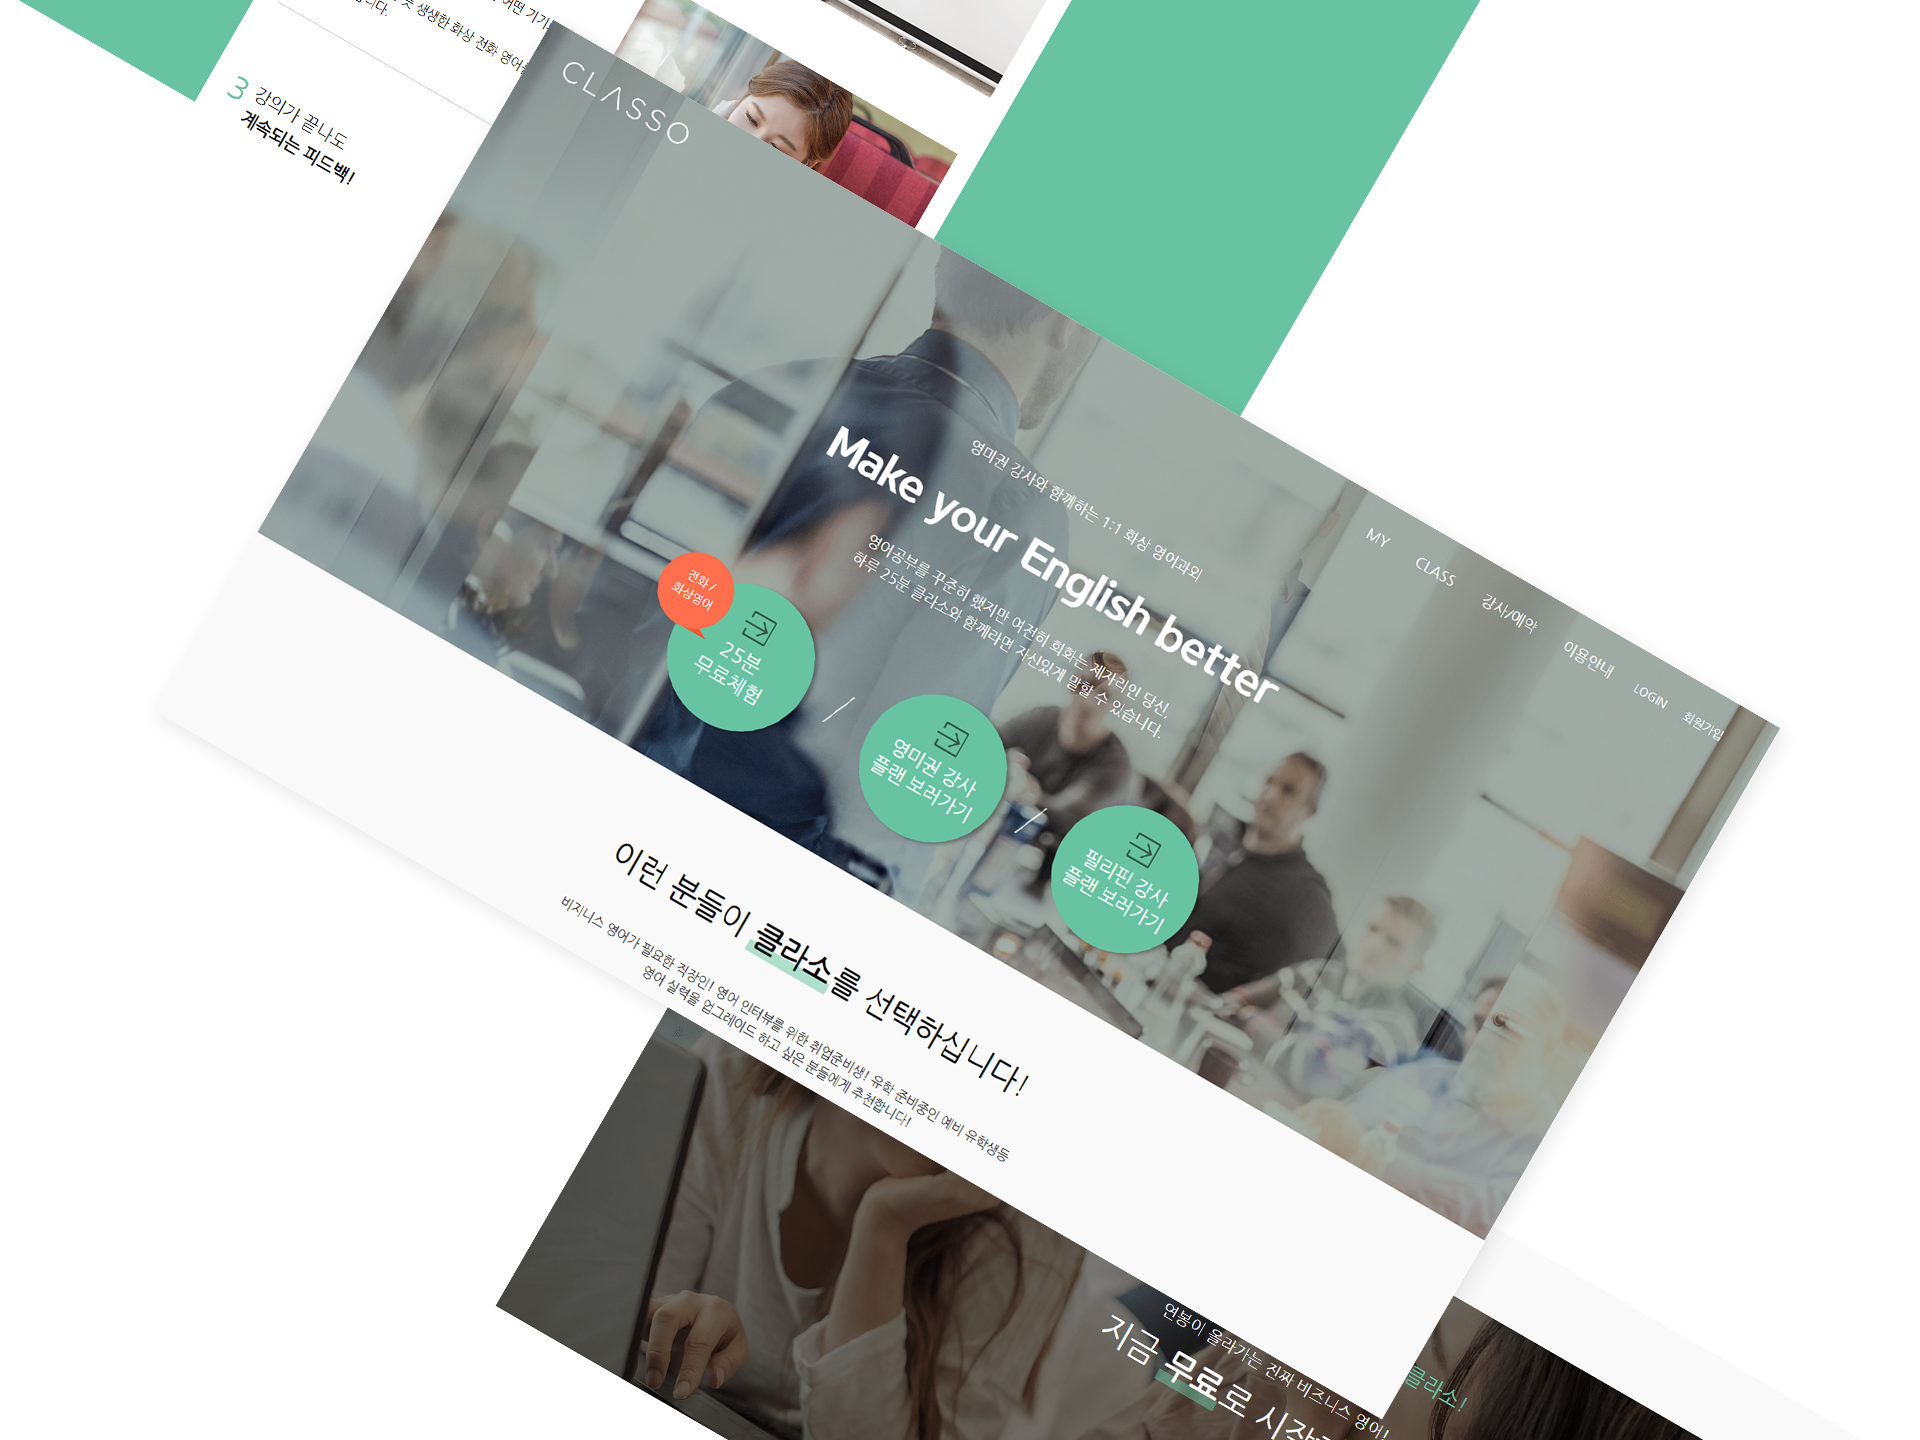 어떤 기기
생생한 화상 전화 영어를
니다.
3 강의가 끝나도
계속되는 피드백!
CLASSO
MY CLASS 강사/예약 이용안내 LOGIN 회원가입
영미권 강사와 함께하는 1:1 화상 영어과외
Make your English better
영어공부를 꾸준히 했지만 여전히 회화는 제자리인 당신,
하루 25분 클라소와 함께라면 자신있게 말할 수 있습니다.
전화 /
화상영어
25분
무료체험
/
영미권 강사
플랜 보러가기
/
필리핀 강사
플랜 보러가기
이런 분들이 클라소를 선택하십니다!
비지니스 영어가 필요한 직장인! 영어 인터뷰를 위한 취업준비생! 유학 준비중인 예비 유학생등
영어 실력을 업그레이드 하고 싶은 분들에게 추천합니다!
연봉이 올라가는 진짜 비즈니스 영어!
지금 무료로 시작
클라소!